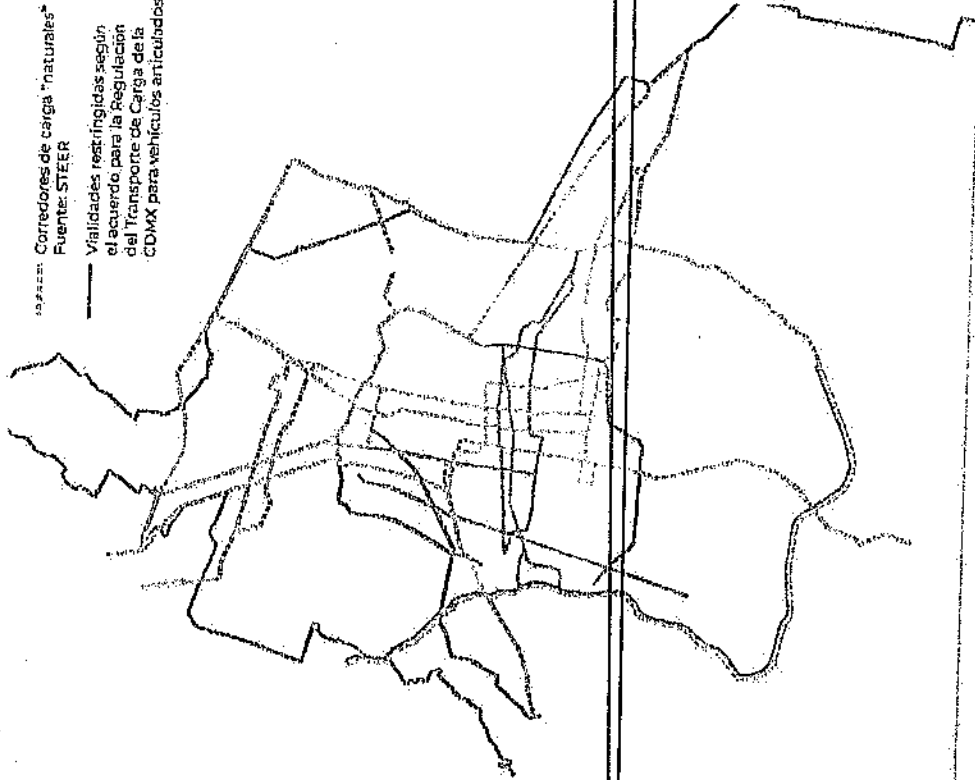 Corredores de carga "naturales"
Fuente: STEER
Vialidades restringidas según
el acuerdo para la Regulación
del Transporte de Carga de la
CDMX para vehículos articulados